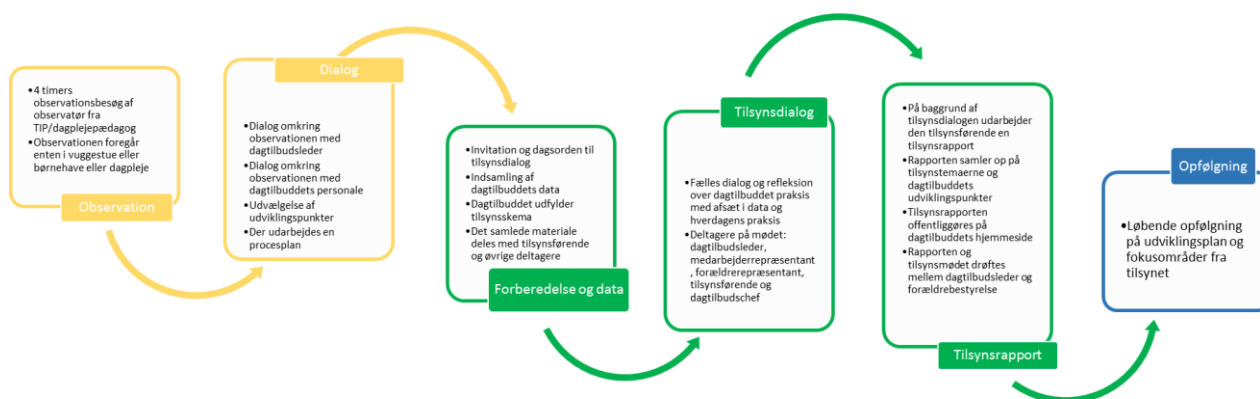 •4 timers
observationsbesøg af
observatør fra
TIP/dagplejepædagog
•Observationen foregår
enten i vuggestue eller
børnehave eller dagpleje
Observation
Dialog
•Dialog omkring
observationen med
dagtilbudsleder
•Dialog omkring
observationen med
dagtilbuddets personale
•Udvælgelse af
udviklingspunkter
•Der udarbejdes en
procesplan
•Invitation og dagsorden til
tilsynsdialog
•Indsamling af
dagtilbuddets data
•Dagtilbuddet udfylder
tilsynsskema
•Det samlede materiale
deles med tilsynsførende
og øvrige deltagere
Forberedelse og data
Tilsynsdialog
•Fælles dialog og refleksion
over dagtilbuddet praksis
med afsæt i data og
hverdagens praksis
•Deltagere på mødet:
dagtilbudsleder,
medarbejderrepræsentant
, forældrerepræsentant,
tilsynsførende og
dagtilbudschef
•På baggrund af
tilsynsdialogen udarbejder
den tilsynsførende en
tilsynsrapport
•Rapporten samler op på
tilsynstemaerne og
dagtilbuddets
udviklingspunkter
•Tilsynsrapporten
offentliggøres på
dagtilbuddets hjemmeside
•Rapporten og
tilsynsmødet drøftes
mellem dagtilbudsleder og
forældrebestyrelse
Tilsynsrapport
Opfølgning
•Løbende opfølgning
på udviklingsplan og
fokusområder fra
tilsynet